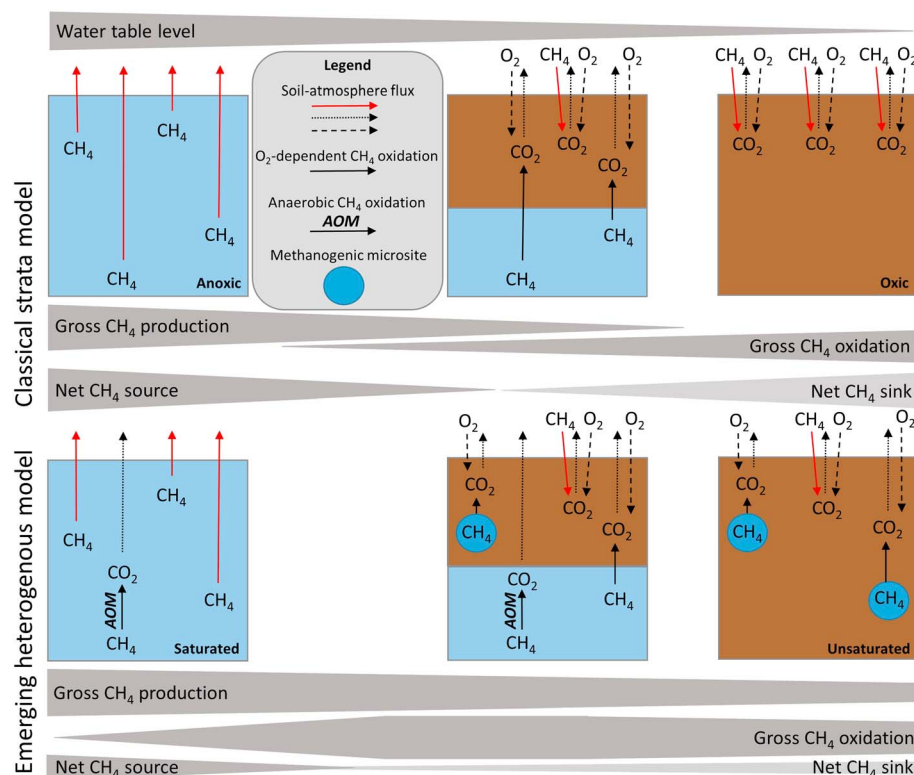 Water table level
Classical strata model
CH₄
CH₄
CH₄
CH₄
Anoxic
Legend
Soil-atmosphere flux
O₂-dependent CH₄ oxidation
Anaerobic CH₄ oxidation
AOM
Methanogenic microsite
O₂ CH₄ O₂ O₂
CO₂ CO₂ CO₂
CH₄
CH₄
CH₄ O₂ CH₄ O₂ CH₄ O₂
CO₂ CO₂ CO₂
Oxic
Gross CH₄ production
Gross CH₄ oxidation
Net CH₄ source
Net CH₄ sink
Emerging heterogenous model
CH₄
CH₄
CO₂
AOM
CH₄
CH₄
Saturated
O₂ CH₄ O₂ O₂
CO₂
CO₂
CH₄
CO₂
CO₂
AOM
CH₄
CH₄
O₂ CH₄ O₂ O₂
CO₂
CO₂
CH₄
CO₂
CH₄
Unsaturated
Gross CH₄ production
Gross CH₄ oxidation
Net CH₄ source
Net CH₄ sink